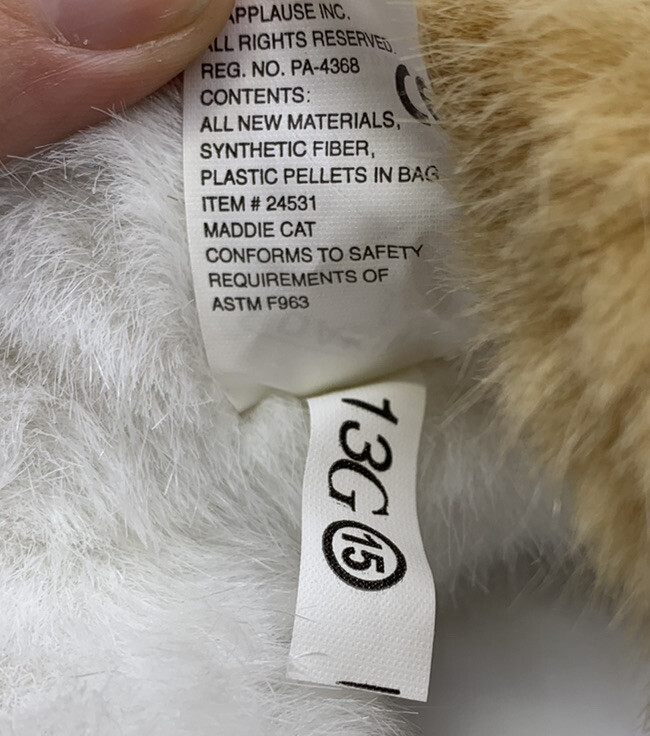 APPLAUSE INC.
ALL RIGHTS RESERVED.
REG. NO. PA-4368
CONTENTS:
ALL NEW MATERIALS,
SYNTHETIC FIBER,
PLASTIC PELLETS IN BAG
ITEM # 24531
MADDIE CAT
CONFORMS TO SAFETY
REQUIREMENTS OF
ASTM F963
13G 15